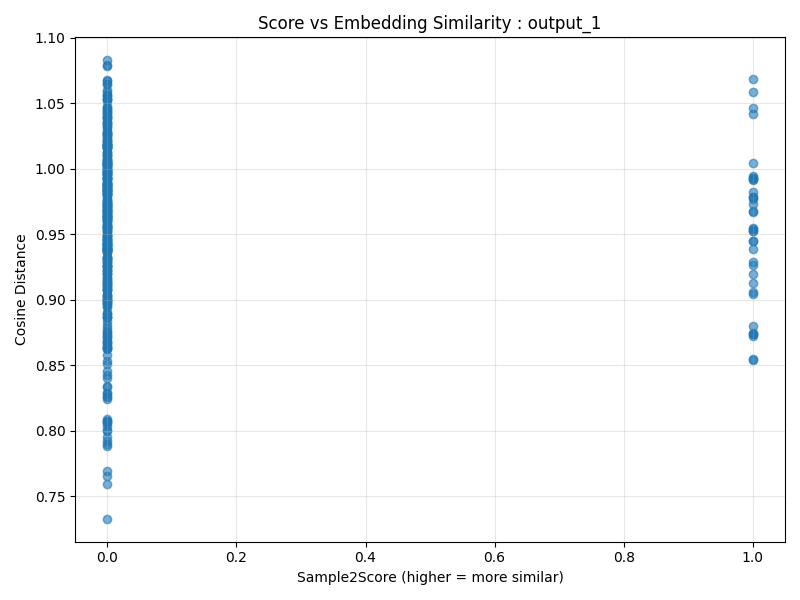 Score vs Embedding Similarity : output_1
1.10
1.05
1.00
0.95
0.90
0.85
0.80
0.75
Cosine Distance
0.0 0.2 0.4 0.6 0.8 1.0
Sample2Score (higher = more similar)